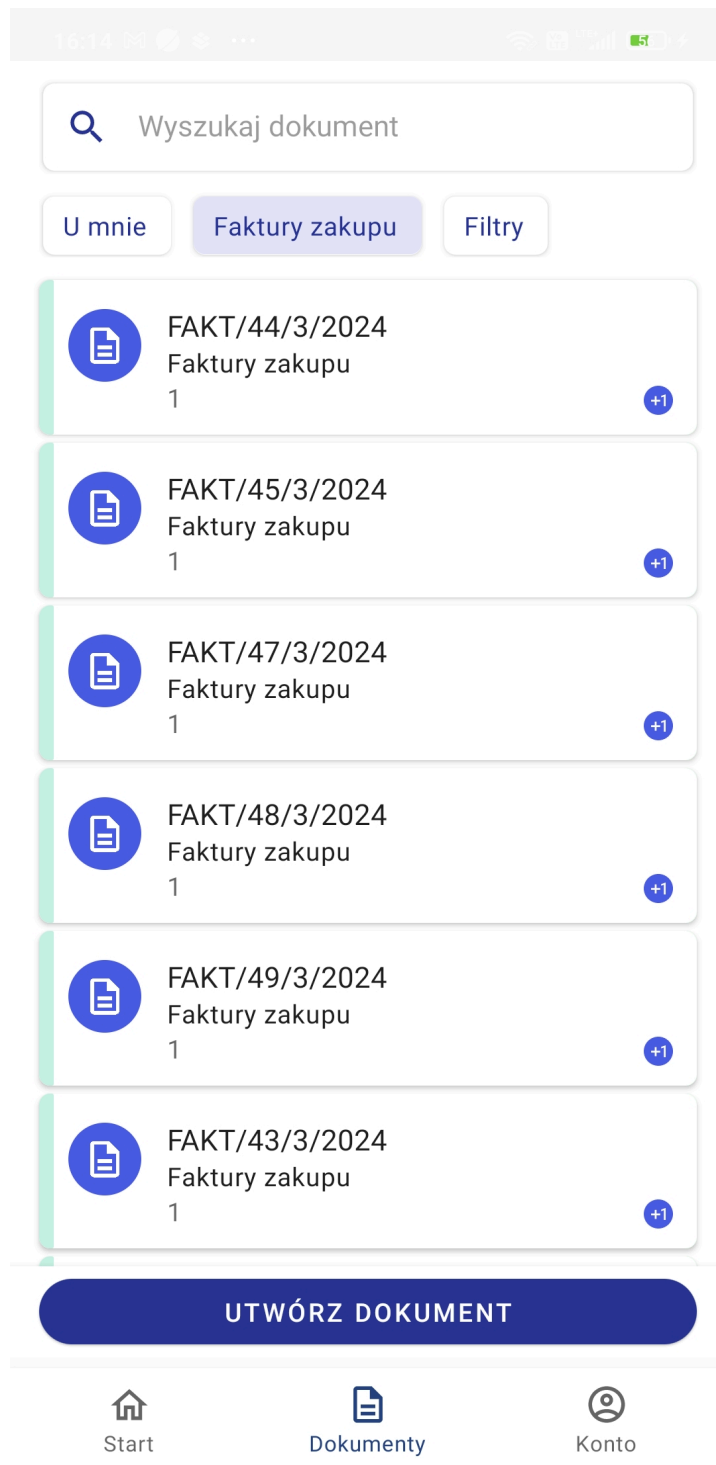 16:14
Wyszukaj dokument
U mnie Faktury zakupu Filtry
FAKT/44/3/2024
Faktury zakupu
1
+1
FAKT/45/3/2024
Faktury zakupu
1
+1
FAKT/47/3/2024
Faktury zakupu
1
+1
FAKT/48/3/2024
Faktury zakupu
1
+1
FAKT/49/3/2024
Faktury zakupu
1
+1
FAKT/43/3/2024
Faktury zakupu
1
+1
UTWÓRZ DOKUMENT
Start Dokumenty Konto